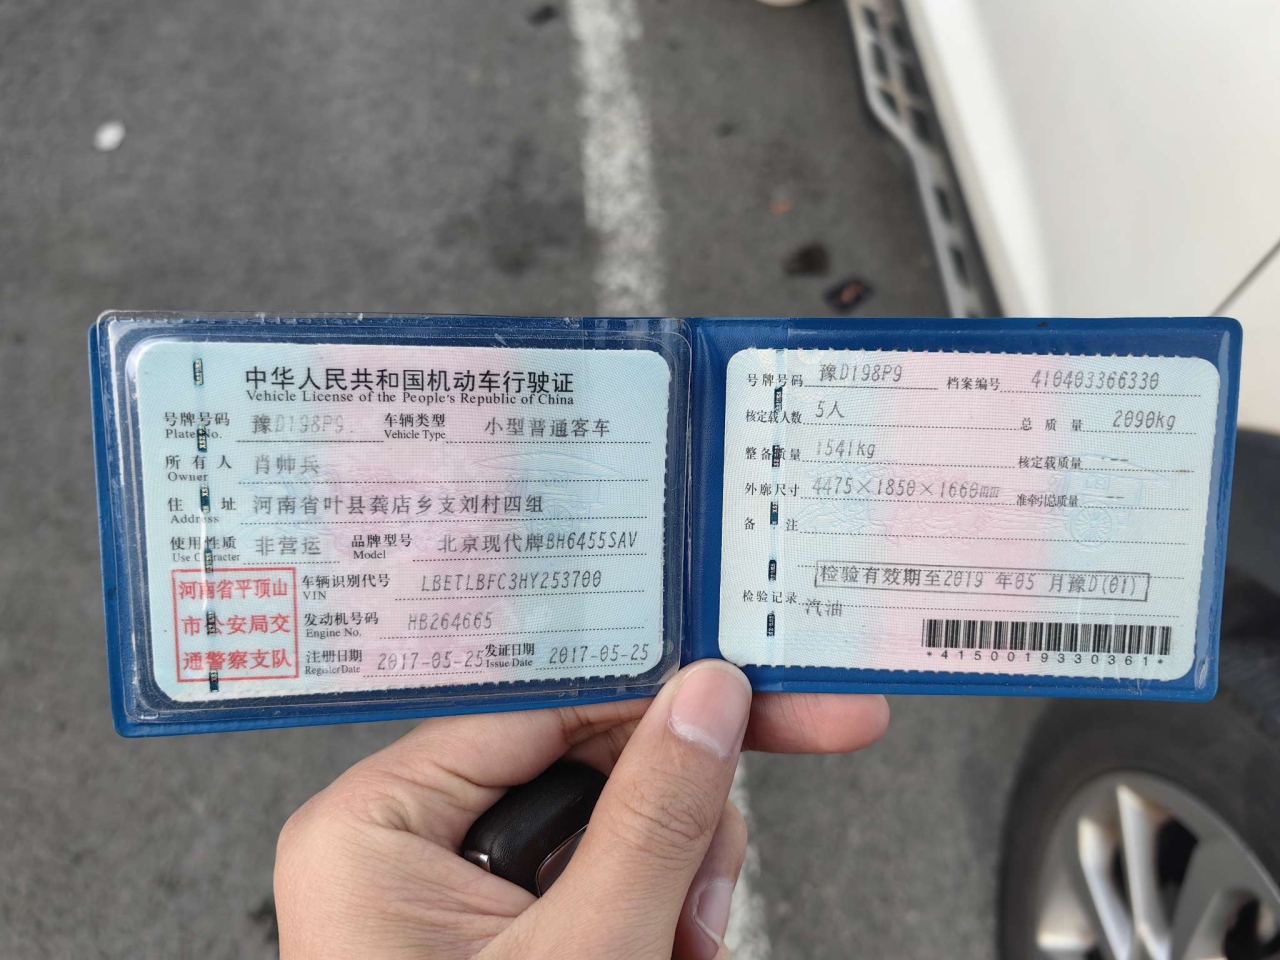 中华人民共和国机动车行驶证
Vehicle License of the People's Republic of China
号牌号码 豫D198P9 车辆类型 小型普通客车
Plate No. Vehicle Type
所有人 肖帅兵
Owner
住址 河南省叶县龚店乡支刘村四组
Address
使用性质 非营运 品牌型号 北京现代牌BH6455SAV
Use Character Model
河南省平顶山
市公安局交
通警察支队
车辆识别代号 LBETLBFC3HY253700
VIN
发动机号码 HB264665
Engine No.
注册日期 2017-05-25 发证日期 2017-05-25
Register Date Issue Date
号牌号码 豫D198P9 档案编号 410403366330
核定载人数 5人 总质量 2090kg
整备质量 1541kg 核定载质量 --
外廓尺寸 4475×1850×1660mm 准牵引总质量 --
备注
检验有效期至2019年05月豫D(01)
检验记录 汽油
*4150019330361*